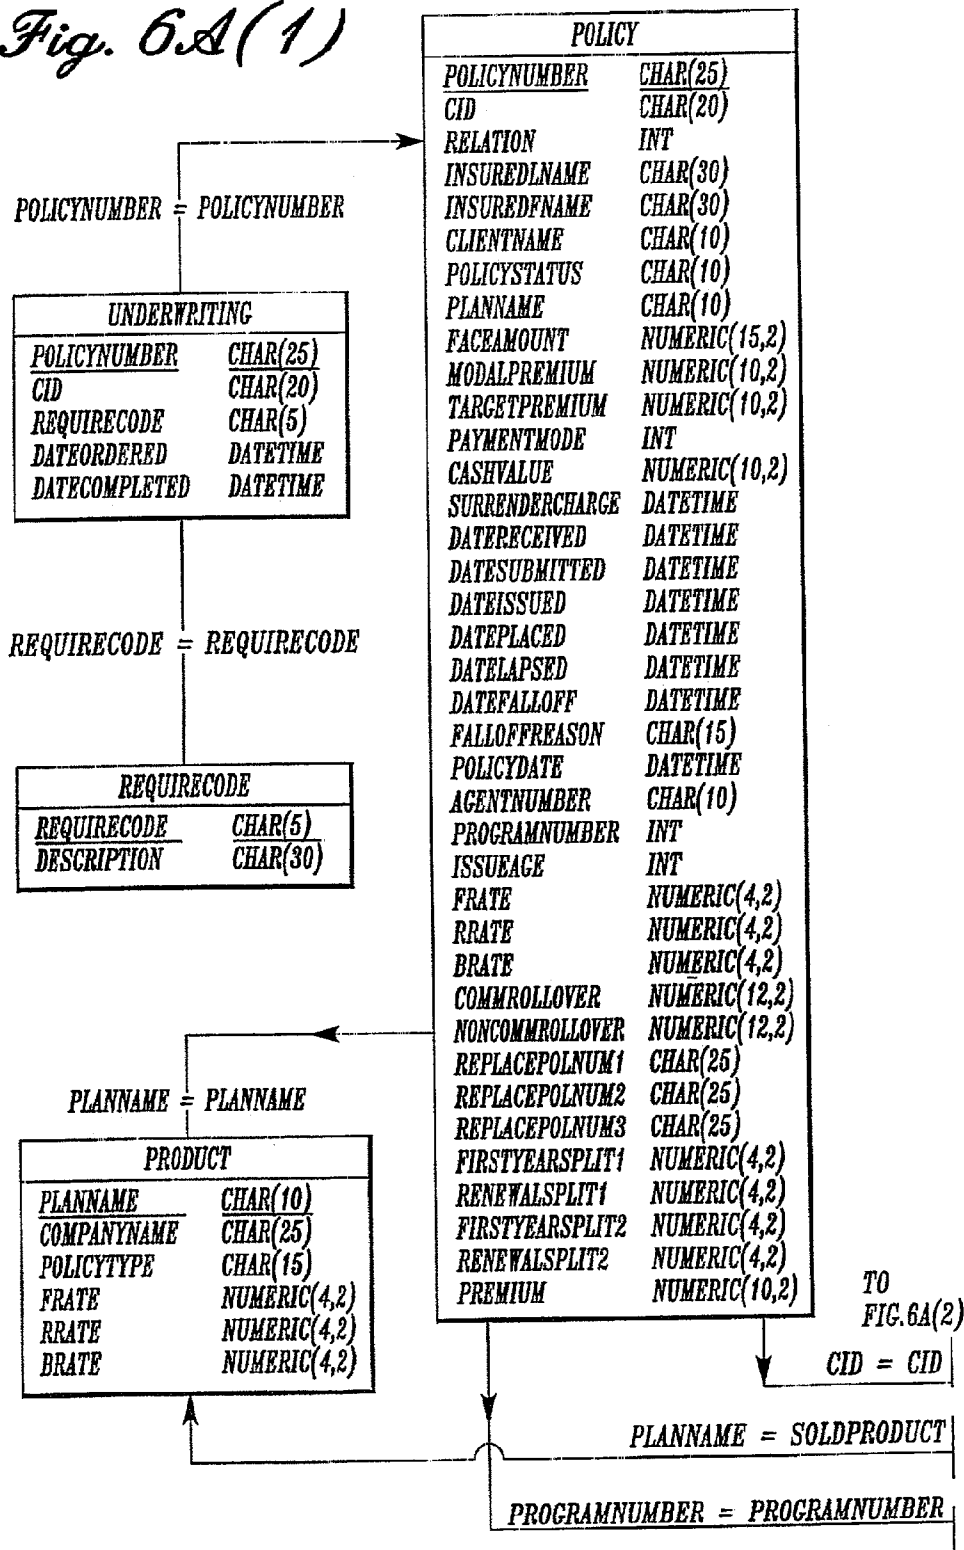 Fig. 6A(1)
POLICY
POLICYNUMBER CHAR(25)
CID CHAR(20)
RELATION INT
INSUREDLNAME CHAR(30)
INSUREDFNAME CHAR(30)
CLIENTNAME CHAR(10)
POLICYSTATUS CHAR(10)
PLANNAME CHAR(10)
FACEAMOUNT NUMERIC(15,2)
MODALPREMIUM NUMERIC(10,2)
TARGETPREMIUM NUMERIC(10,2)
PAYMENTMODE INT
CASHVALUE NUMERIC(10,2)
SURRENDERCHARGE DATETIME
DATERECEIVED DATETIME
DATESUBMITTED DATETIME
DATEISSUED DATETIME
DATEPLACED DATETIME
DATELAPSED DATETIME
DATEFALLOFF DATETIME
FALLOFFREASON CHAR(15)
POLICYDATE DATETIME
AGENTNUMBER CHAR(10)
PROGRAMNUMBER INT
ISSUEAGE INT
FRATE NUMERIC(4,2)
RRATE NUMERIC(4,2)
BRATE NUMERIC(4,2)
COMMROLLOVER NUMERIC(12,2)
NONCOMMROLLOVER NUMERIC(12,2)
REPLACEPOLNUM1 CHAR(25)
REPLACEPOLNUM2 CHAR(25)
REPLACEPOLNUM3 CHAR(25)
FIRSTYEARSPLIT1 NUMERIC(4,2)
RENEWALSPLIT1 NUMERIC(4,2)
FIRSTYEARSPLIT2 NUMERIC(4,2)
RENEWALSPLIT2 NUMERIC(4,2)
PREMIUM NUMERIC(10,2)
POLICYNUMBER = POLICYNUMBER
UNDERWRITING
POLICYNUMBER CHAR(25)
CID CHAR(20)
REQUIRECODE CHAR(5)
DATEORDERED DATETIME
DATECOMPLETED DATETIME
REQUIRECODE = REQUIRECODE
REQUIRECODE
REQUIRECODE CHAR(5)
DESCRIPTION CHAR(30)
PLANNAME = PLANNAME
PRODUCT
PLANNAME CHAR(10)
COMPANYNAME CHAR(25)
POLICYTYPE CHAR(15)
FRATE NUMERIC(4,2)
RRATE NUMERIC(4,2)
BRATE NUMERIC(4,2)
TO
FIG.6A(2)
CID = CID
PLANNAME = SOLDPRODUCT
PROGRAMNUMBER = PROGRAMNUMBER